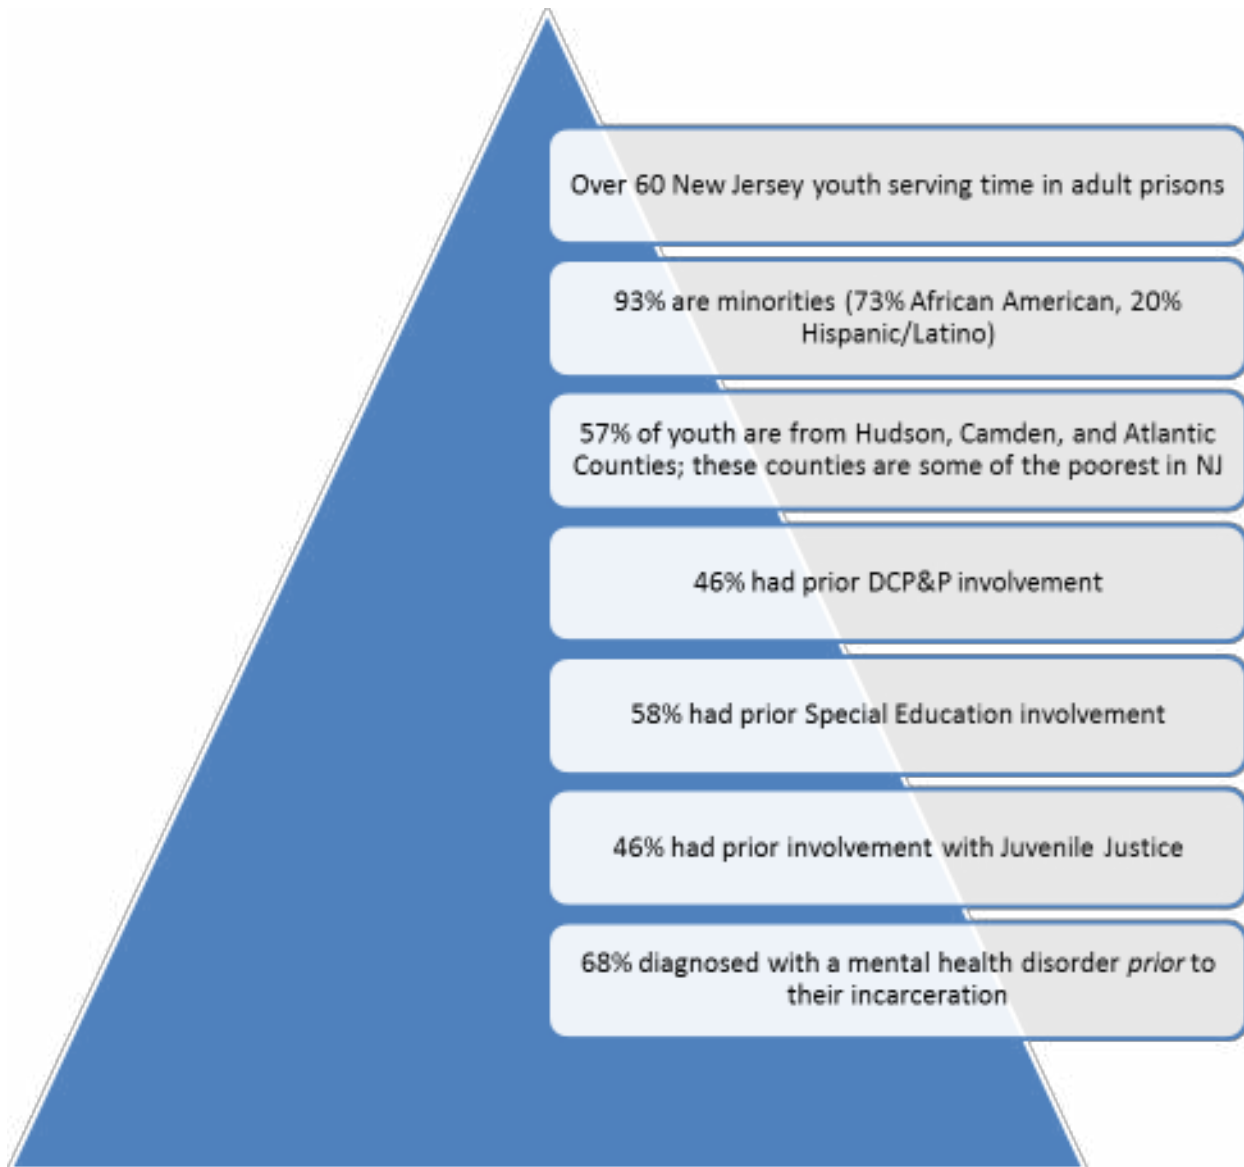 Over 60 New Jersey youth serving time in adult prisons
93% are minorities (73% African American, 20%
Hispanic/Latino)
57% of youth are from Hudson, Camden, and Atlantic
Counties; these counties are some of the poorest in NJ
46% had prior DCP&P involvement
58% had prior Special Education involvement
46% had prior involvement with Juvenile Justice
68% diagnosed with a mental health disorder prior to
their incarceration